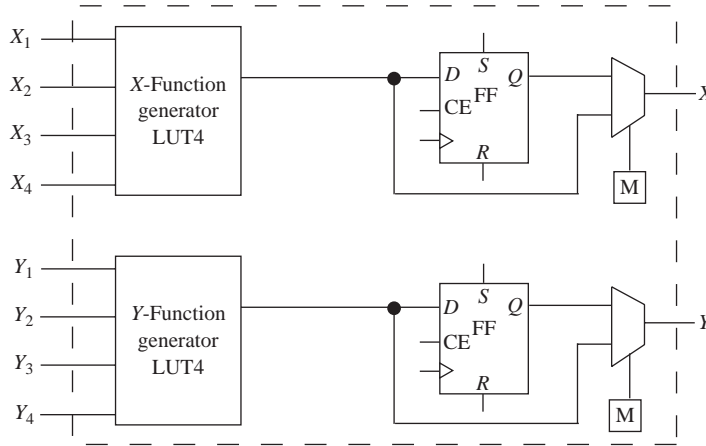 X1
X2
X3
X4
X-Function
generator
LUT4
D
S
Q
CE
FF
R
M
X
Y1
Y2
Y3
Y4
Y-Function
generator
LUT4
D
S
Q
CE
FF
R
M
Y